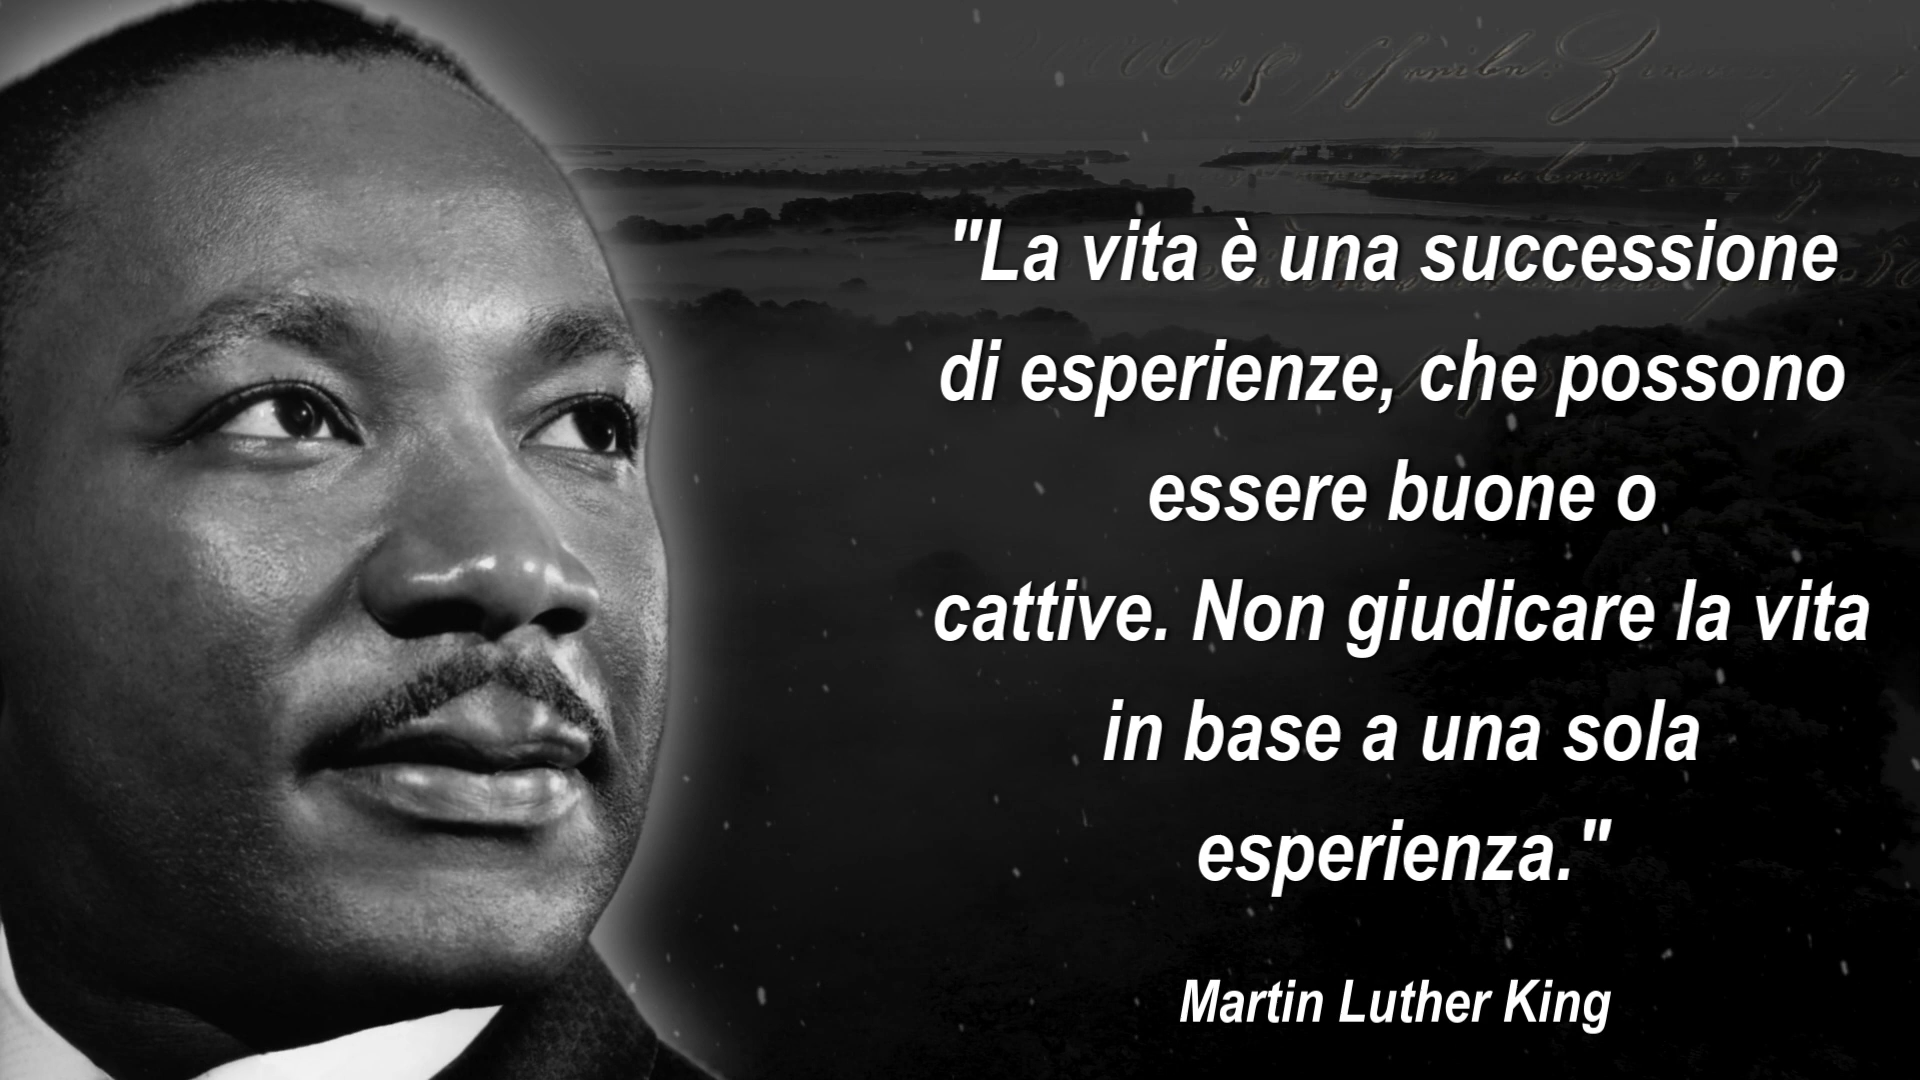 "La vita è una successione
di esperienze, che possono
essere buone o
cattive. Non giudicare la vita
in base a una sola
esperienza."
Martin Luther King